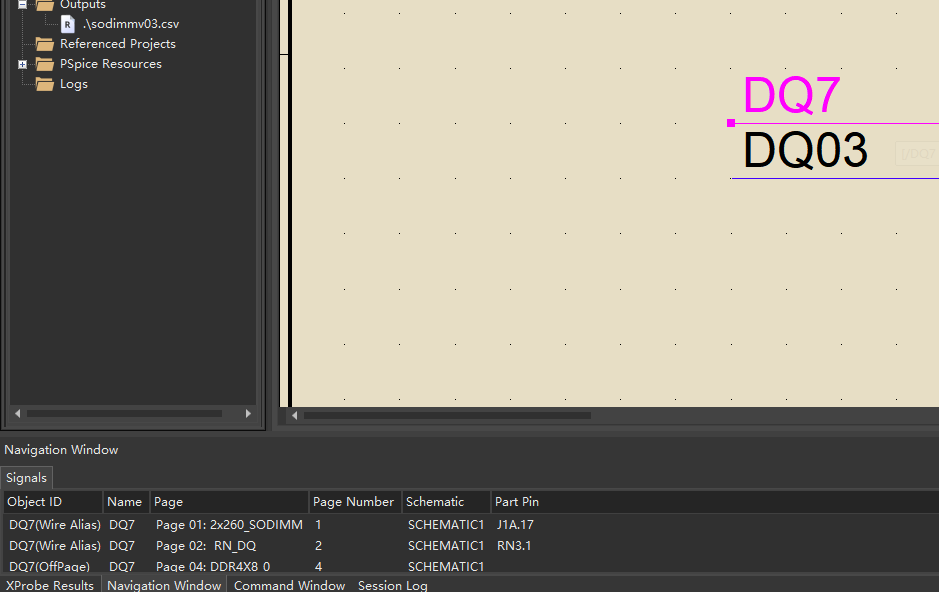 Outputs
R
.\sodimmv03.csv
Referenced Projects
PSpice Resources
Logs
DQ7
DQ03
Navigation Window
Signals
Object ID Name Page Page Number Schematic Part Pin
DQ7(Wire Alias) DQ7 Page 01: 2x260_SODIMM 1 SCHEMATIC1 J1A.17
DQ7(Wire Alias) DQ7 Page 02: RN_DQ 2 SCHEMATIC1 RN3.1
DQ7(OffPage) DQ7 Page 04: DDR4X8_0 4 SCHEMATIC1
XProbe Results Navigation Window Command Window Session Log